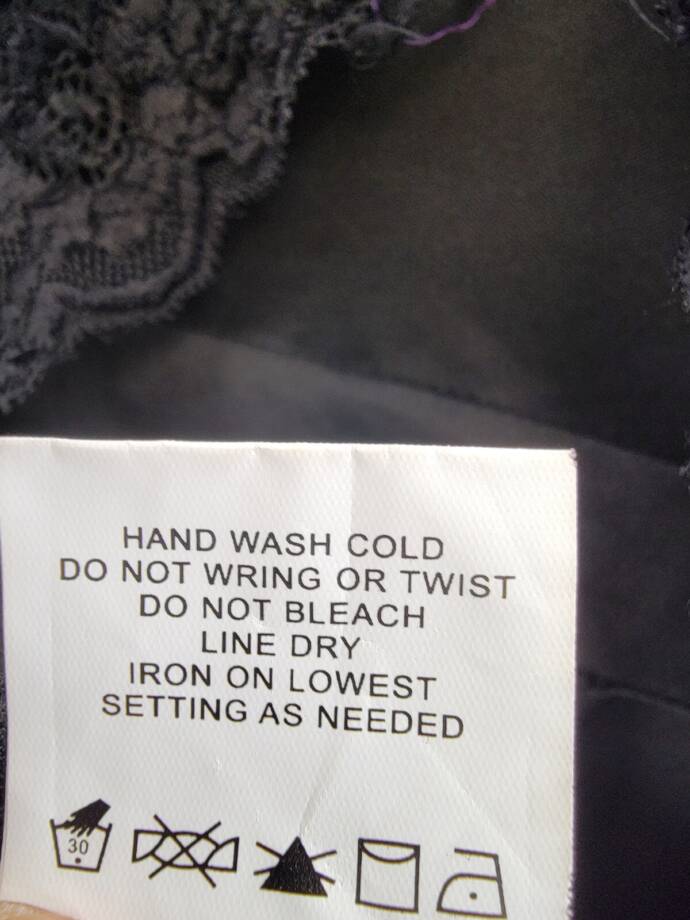 HAND WASH COLD
DO NOT WRING OR TWIST
DO NOT BLEACH
LINE DRY
IRON ON LOWEST
SETTING AS NEEDED
30